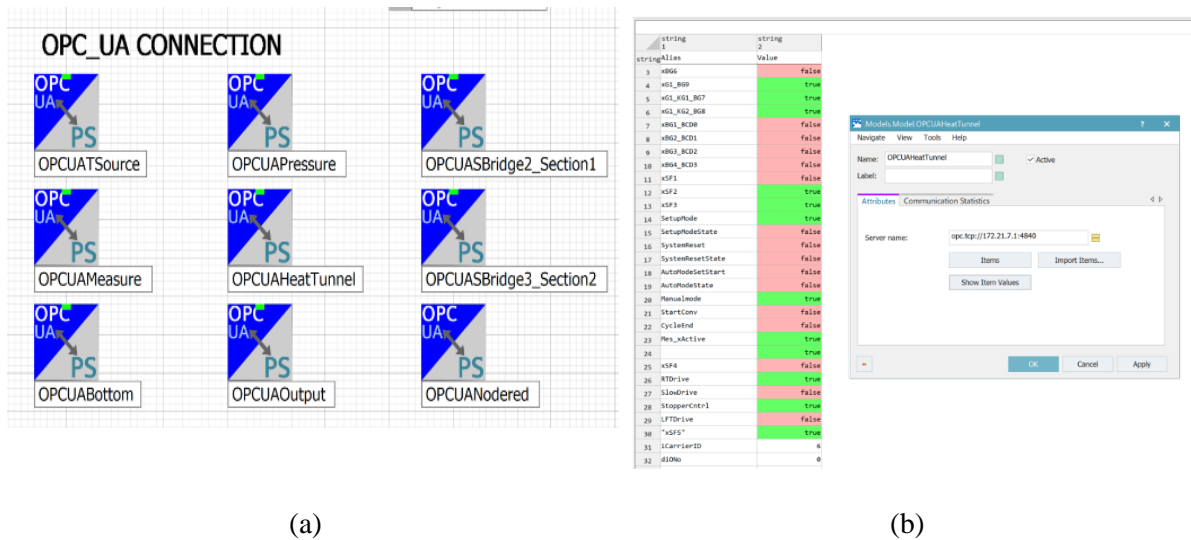 OPC_UA CONNECTION
OPC UA PS OPC UA PS OPC UA PS
OPCUATSource OPCUAPressure OPCUASBridge2_Section1
OPC UA PS OPC UA PS OPC UA PS
OPCUAMeasure OPCUAHeatTunnel OPCUASBridge3_Section2
OPC UA PS OPC UA PS OPC UA PS
OPCUABottom OPCUAOutput OPCUANodered
(a)
string 1 string 2
string Alias Value
3 xBG6 false
4 xG1_BG9 true
5 xG1_KG1_BG7 true
6 xG1_KG2_BG8 true
7 xBG1_BCD0 false
8 xBG2_BCD1 false
9 xBG3_BCD2 false
10 xBG4_BCD3 false
11 xSF1 false
12 xSF2 true
13 xSF3 true
14 SetupMode true
15 SetupModeState false
16 SystemReset false
17 SystemResetState false
18 AutoModeSetStart false
19 AutoModeState false
20 Manualmode true
21 StartConv false
22 CycleEnd false
23 Mes_xActive true
24 true
25 xSF4 false
26 RTDrive true
27 SlowDrive false
28 StopperCntrl true
29 LFTDrive false
30 "xSF5" true
31 iCarrierID 6
32 diONo 0
Models.Model.OPCUAHeatTunnel ? ×
Navigate View Tools Help
Name: OPCUAHeatTunnel Active
Label:
Attributes Communication Statistics
Server name: opc.tcp://172.21.7.1:4840
Items Import Items...
Show Item Values
OK Cancel Apply
(b)